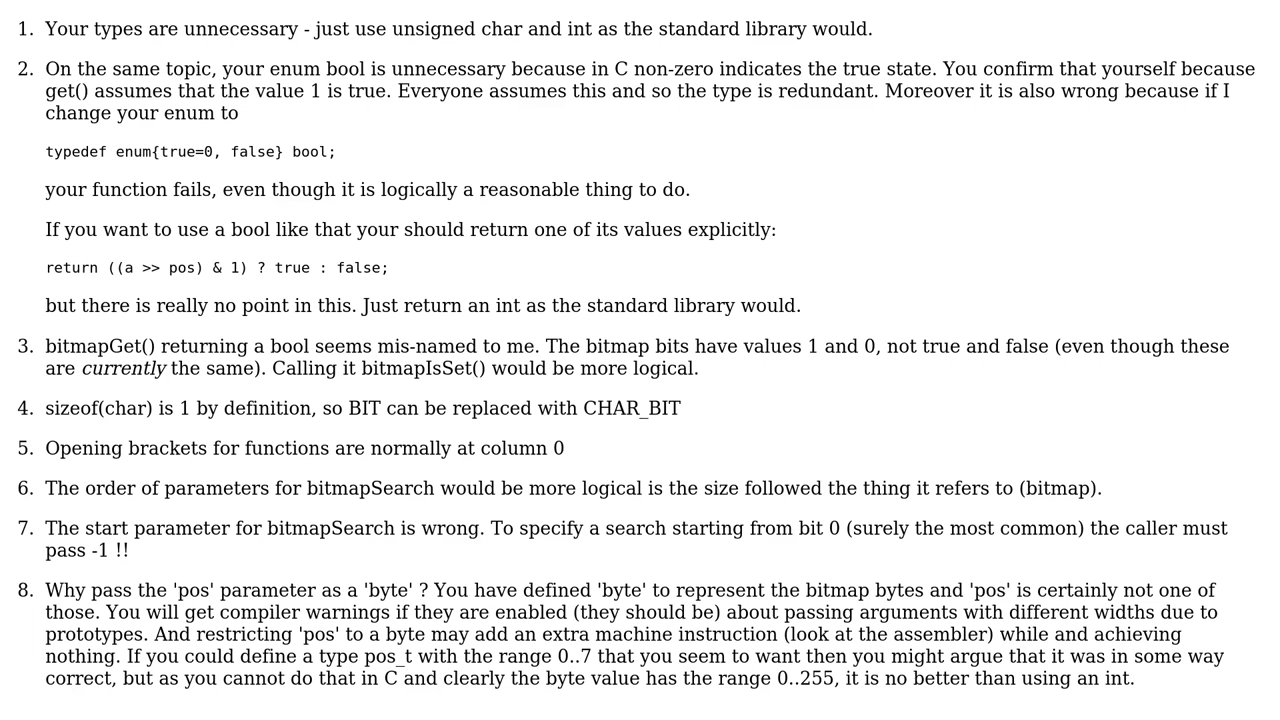 1. Your types are unnecessary - just use unsigned char and int as the standard library would.
2. On the same topic, your enum bool is unnecessary because in C non-zero indicates the true state. You confirm that yourself because
get() assumes that the value 1 is true. Everyone assumes this and so the type is redundant. Moreover it is also wrong because if I
change your enum to
typedef enum{true=0, false} bool;
your function fails, even though it is logically a reasonable thing to do.
If you want to use a bool like that your should return one of its values explicitly:
return ((a >> pos) & 1) ? true : false;
but there is really no point in this. Just return an int as the standard library would.
3. bitmapGet() returning a bool seems mis-named to me. The bitmap bits have values 1 and 0, not true and false (even though these
are currently the same). Calling it bitmapIsSet() would be more logical.
4. sizeof(char) is 1 by definition, so BIT can be replaced with CHAR_BIT
5. Opening brackets for functions are normally at column 0
6. The order of parameters for bitmapSearch would be more logical is the size followed the thing it refers to (bitmap).
7. The start parameter for bitmapSearch is wrong. To specify a search starting from bit 0 (surely the most common) the caller must
pass -1 !!
8. Why pass the 'pos' parameter as a 'byte' ? You have defined 'byte' to represent the bitmap bytes and 'pos' is certainly not one of
those. You will get compiler warnings if they are enabled (they should be) about passing arguments with different widths due to
prototypes. And restricting 'pos' to a byte may add an extra machine instruction (look at the assembler) while and achieving
nothing. If you could define a type pos_t with the range 0..7 that you seem to want then you might argue that it was in some way
correct, but as you cannot do that in C and clearly the byte value has the range 0..255, it is no better than using an int.